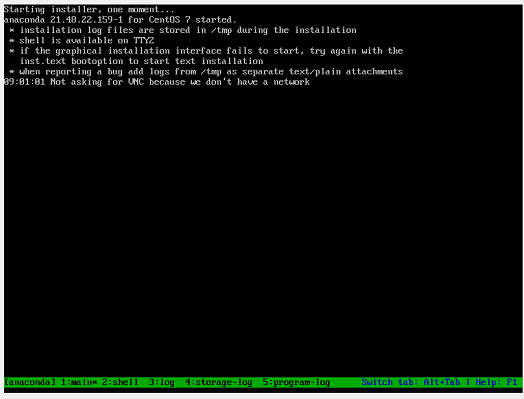 Starting installer, one moment...
anaconda 21.48.22.159-1 for CentOS 7 started.
* installation log files are stored in /tmp during the installation
* shell is available on TTY2
* if the graphical installation interface fails to start, try again with the
inst.text bootoption to start text installation
* when reporting a bug add logs from /tmp as separate text/plain attachments
09:01:01 Not asking for VNC because we don't have a network
[anaconda] 1:main* 2:shell  3:log  4:storage-log  5:program-log      Switch tab: Alt+Tab | Help: F1